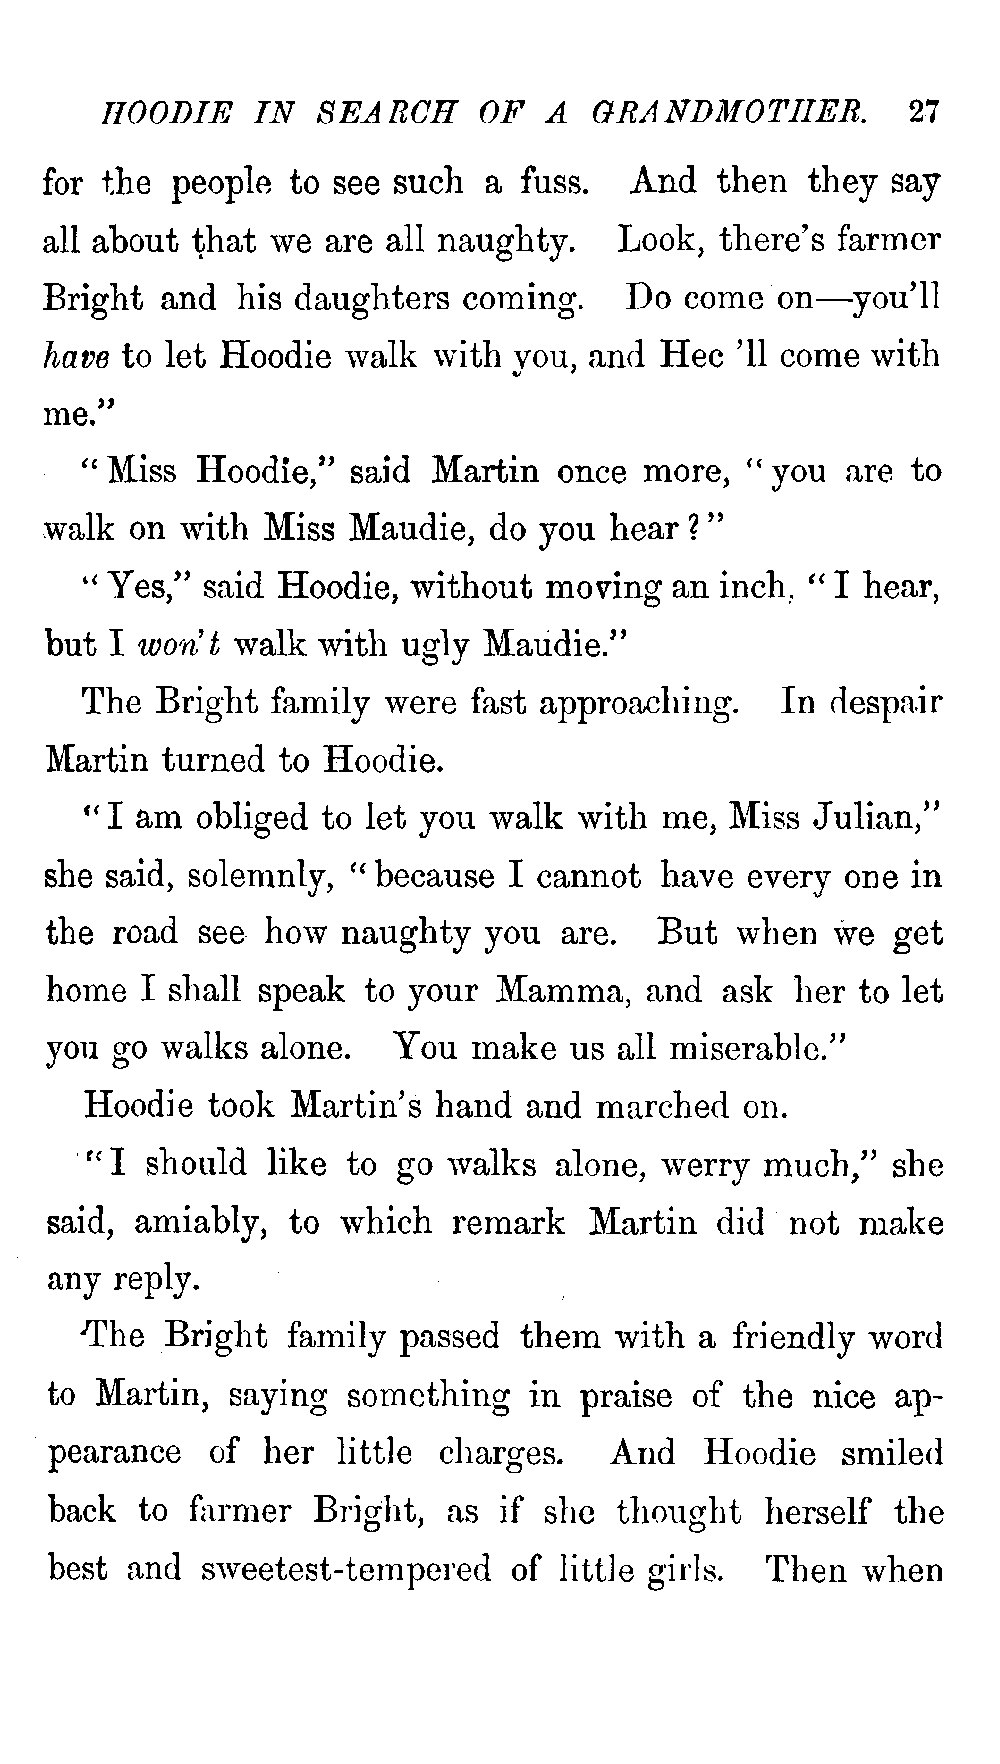 HOODIE IN SEARCH OF A GRANDMOTHER. 27
for the people to see such a fuss. And then they say
all about that we are all naughty. Look, there's farmer
Bright and his daughters coming. Do come on—you'll
have to let Hoodie walk with you, and Hec 'll come with
me."
"Miss Hoodie," said Martin once more, "you are to
walk on with Miss Maudie, do you hear?"
"Yes," said Hoodie, without moving an inch, "I hear,
but I won't walk with ugly Maudie."
The Bright family were fast approaching. In despair
Martin turned to Hoodie.
"I am obliged to let you walk with me, Miss Julian,"
she said, solemnly, "because I cannot have every one in
the road see how naughty you are. But when we get
home I shall speak to your Mamma, and ask her to let
you go walks alone. You make us all miserable."
Hoodie took Martin's hand and marched on.
"I should like to go walks alone, werry much," she
said, amiably, to which remark Martin did not make
any reply.
The Bright family passed them with a friendly word
to Martin, saying something in praise of the nice ap-
pearance of her little charges. And Hoodie smiled
back to farmer Bright, as if she thought herself the
best and sweetest-tempered of little girls. Then when